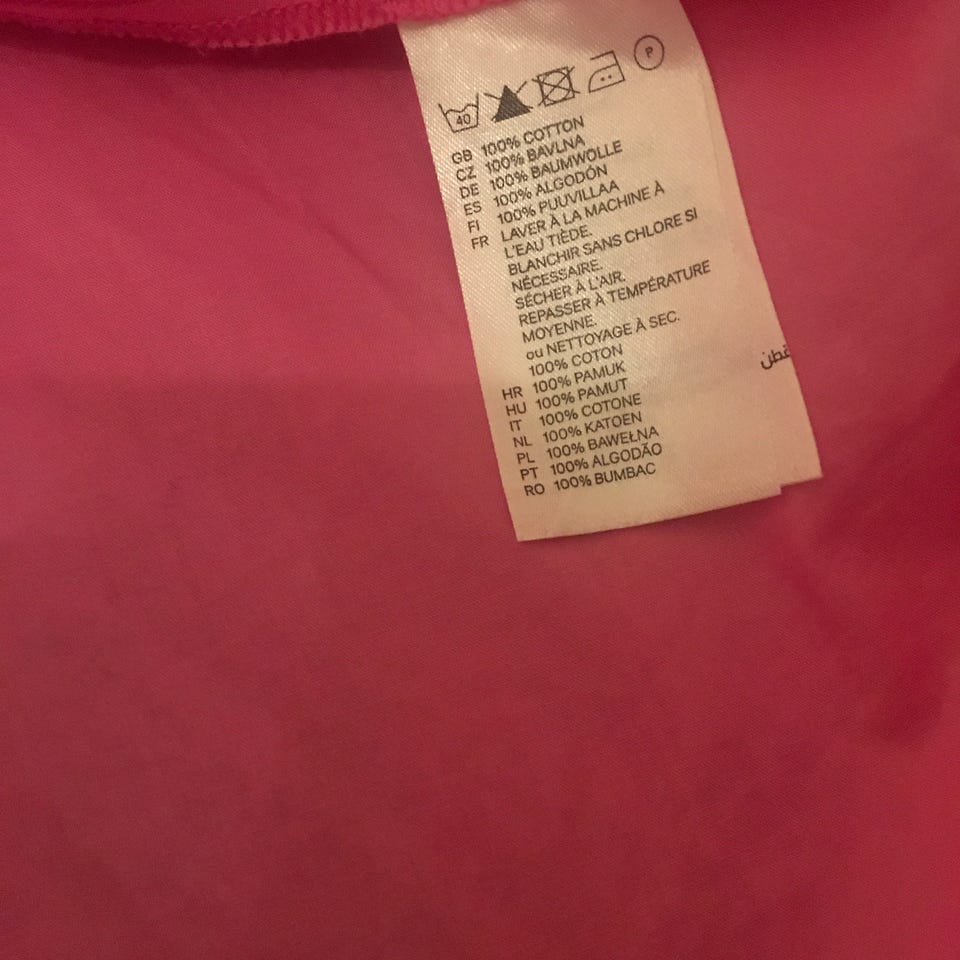 40
P
GB 100% COTTON
CZ 100% BAVLNA
DE 100% BAUMWOLLE
ES 100% ALGODÓN
FI 100% PUUVILLAA
FR LAVER À LA MACHINE À
L'EAU TIÈDE.
BLANCHIR SANS CHLORE SI
NÉCESSAIRE.
SÉCHER À L'AIR.
REPASSER À TEMPÉRATURE
MOYENNE.
ou NETTOYAGE À SEC.
100% COTON
HR 100% PAMUK
HU 100% PAMUT
IT 100% COTONE
NL 100% KATOEN
PL 100% BAWEŁNA
PT 100% ALGODÃO
RO 100% BUMBAC
قطن